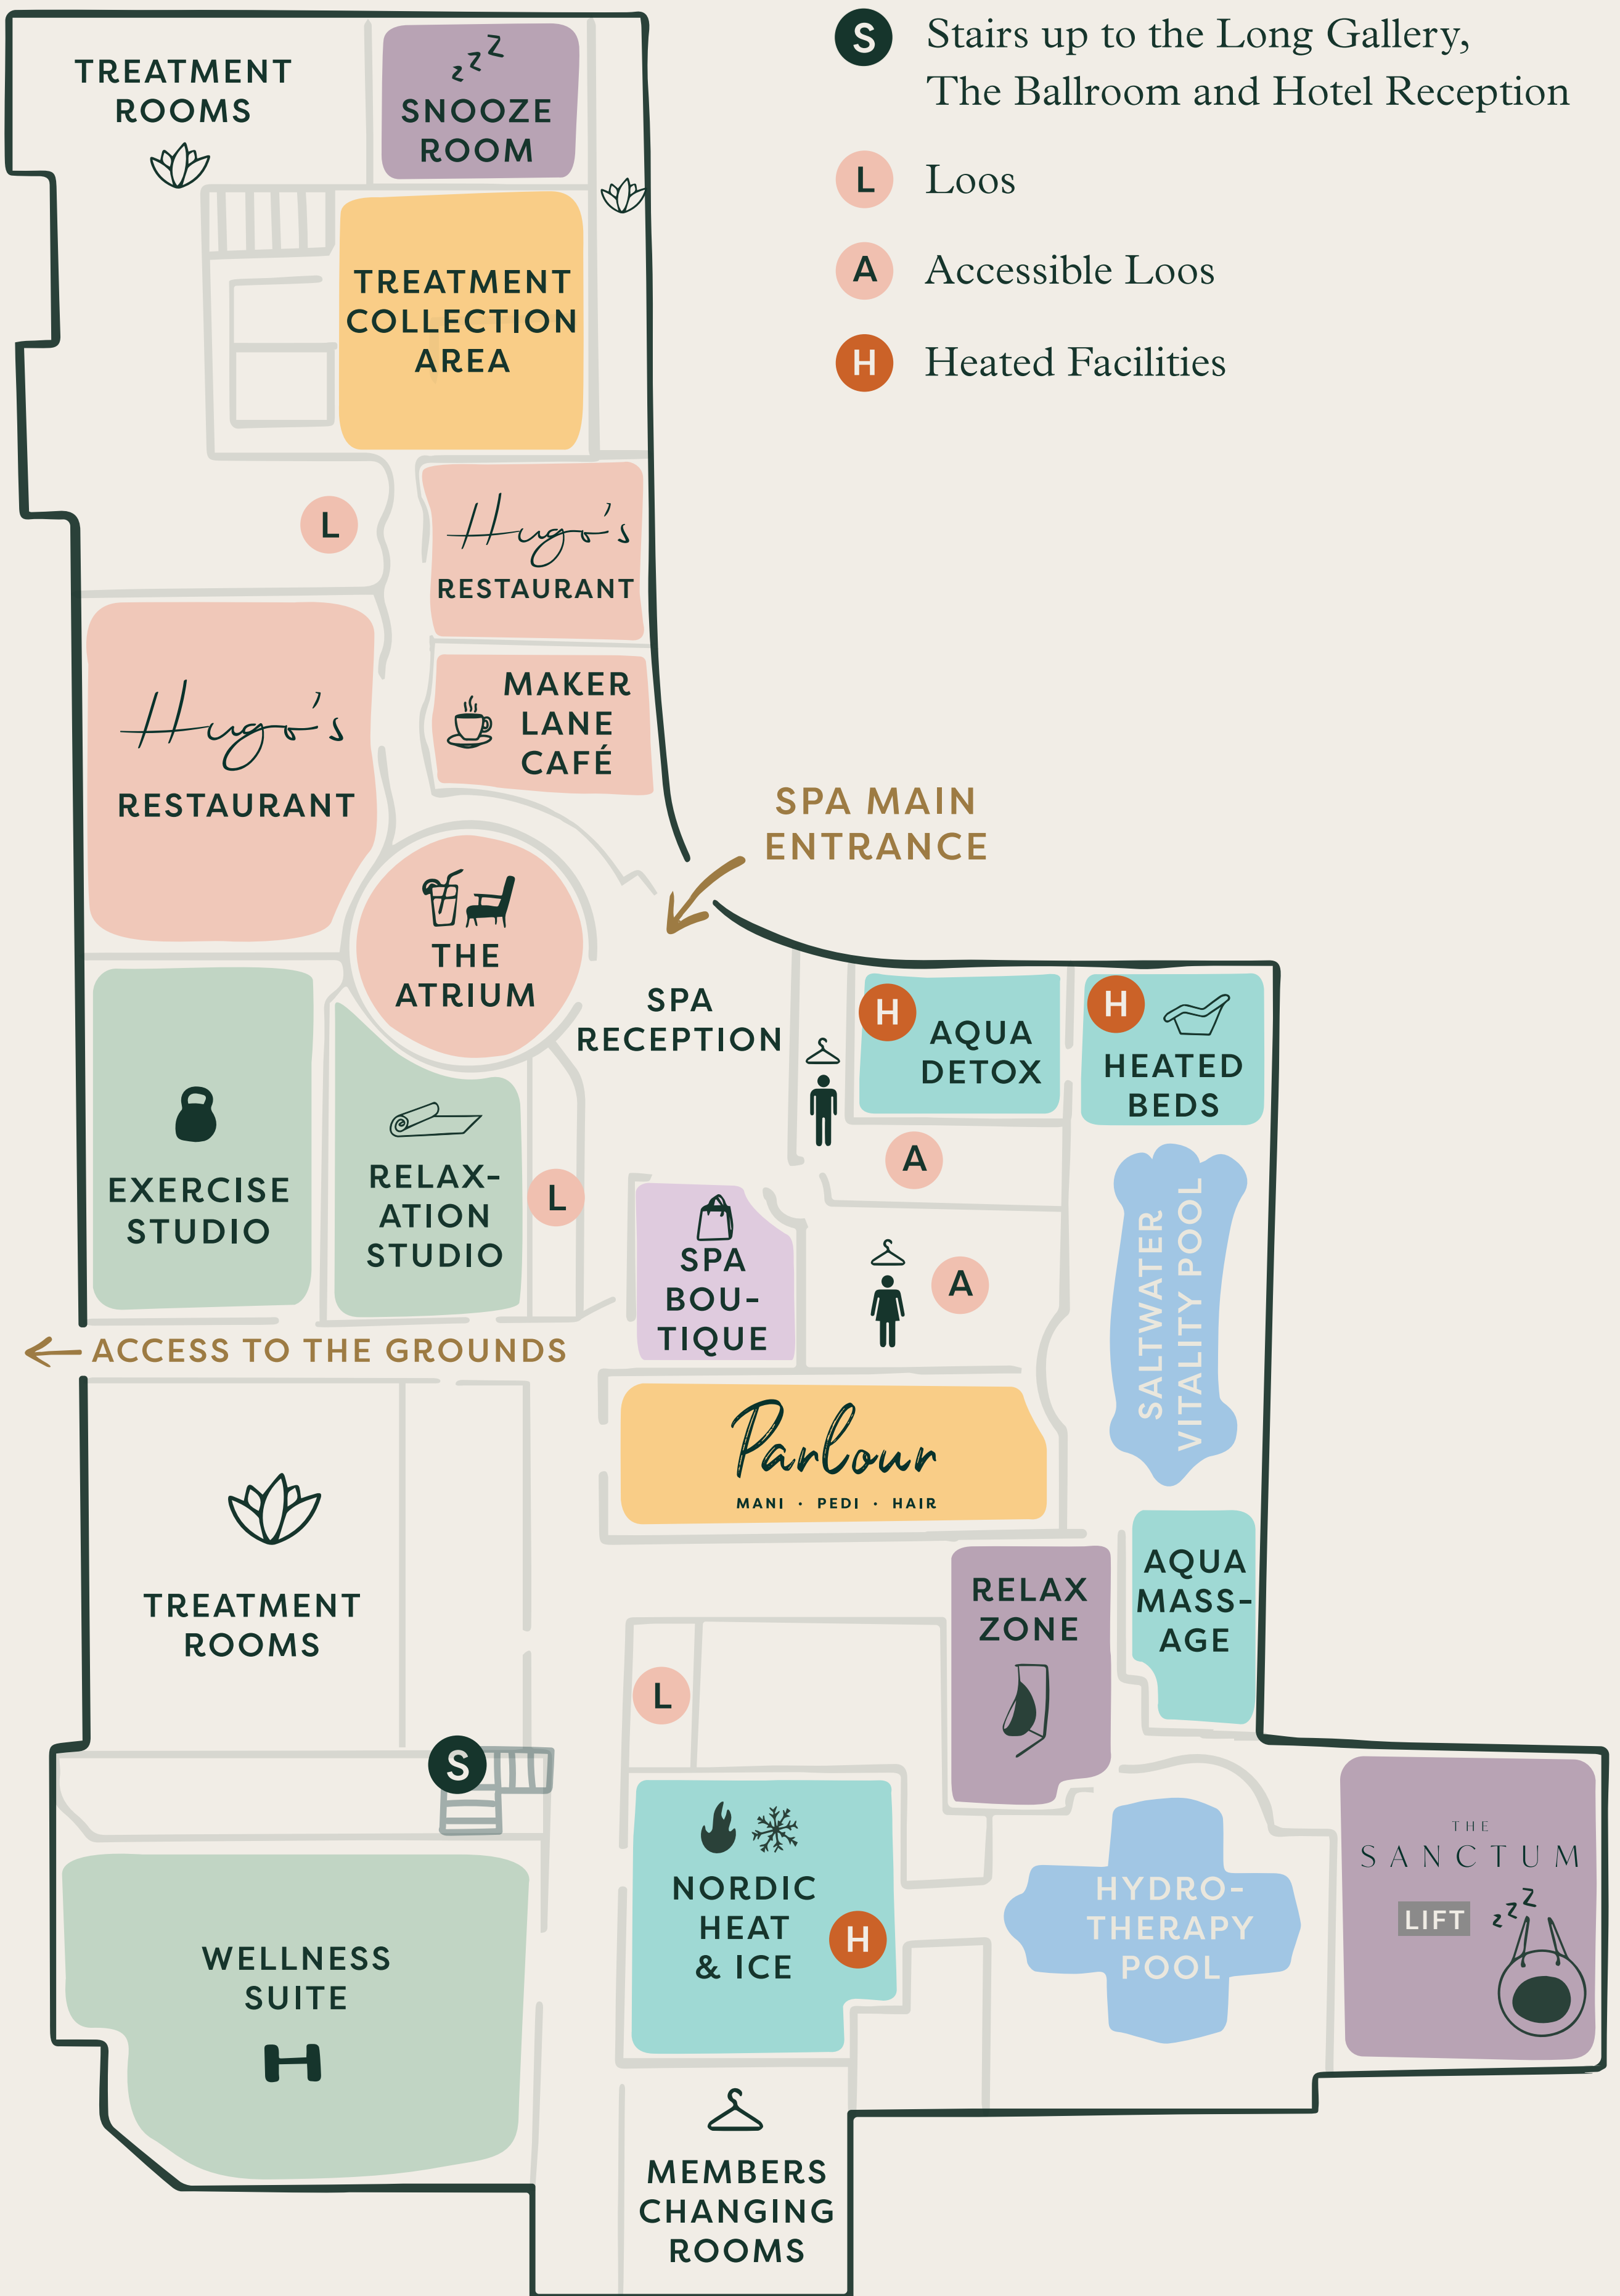 S Stairs up to the Long Gallery,
The Ballroom and Hotel Reception
L Loos
A Accessible Loos
H Heated Facilities
TREATMENT
ROOMS
z z Z
SNOOZE
ROOM
TREATMENT
COLLECTION
AREA
L
Hugo's
RESTAURANT
Hugo's
RESTAURANT
MAKER
LANE
CAFÉ
SPA MAIN
ENTRANCE
THE
ATRIUM
SPA
RECEPTION
H
AQUA
DETOX
H
HEATED
BEDS
EXERCISE
STUDIO
RELAX-
ATION
STUDIO
L
A
SPA
BOU-
TIQUE
A
SALTWATER
VITALITY POOL
ACCESS TO THE GROUNDS
Parlour
MANI · PEDI · HAIR
TREATMENT
ROOMS
RELAX
ZONE
AQUA
MASS-
AGE
L
S
NORDIC
HEAT
& ICE
H
HYDRO-
THERAPY
POOL
THE
SANCTUM
LIFT
z z Z
WELLNESS
SUITE
MEMBERS
CHANGING
ROOMS